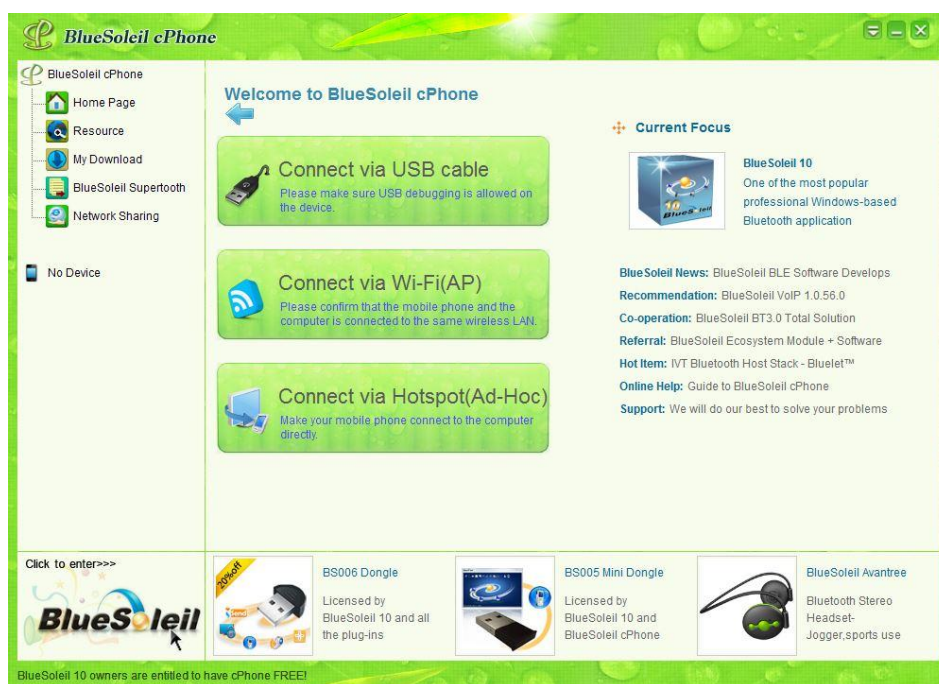 BlueSoleil cPhone
BlueSoleil cPhone
Home Page
Resource
My Download
BlueSoleil Supertooth
Network Sharing
No Device
Welcome to BlueSoleil cPhone
Connect via USB cable
Please make sure USB debugging is allowed on
the device.
Connect via Wi-Fi(AP)
Please confirm that the mobile phone and the
computer is connected to the same wireless LAN.
Connect via Hotspot(Ad-Hoc)
Make your mobile phone connect to the computer
directly.
Current Focus
10
BlueSoleil
BlueSoleil 10
One of the most popular
professional Windows-based
Bluetooth application
BlueSoleil News: BlueSoleil BLE Software Develops
Recommendation: BlueSoleil VoIP 1.0.56.0
Co-operation: BlueSoleil BT3.0 Total Solution
Referral: BlueSoleil Ecosystem Module + Software
Hot Item: IVT Bluetooth Host Stack - Bluelet™
Online Help: Guide to BlueSoleil cPhone
Support: We will do our best to solve your problems
Click to enter>>>
BlueSoleil
20%off
BS006 Dongle
Licensed by
BlueSoleil 10 and all
the plug-ins
BS005 Mini Dongle
Licensed by
BlueSoleil 10 and
BlueSoleil cPhone
BlueSoleil Avantree
Bluetooth Stereo
Headset-
Jogger,sports use
BlueSoleil 10 owners are entitled to have cPhone FREE!